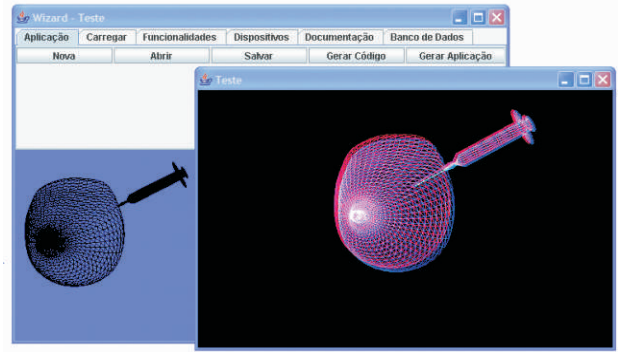 Wizard - Teste
Aplicação Carregar Funcionalidades Dispositivos Documentação Banco de Dados
Nova Abrir Salvar Gerar Código Gerar Aplicação
Teste